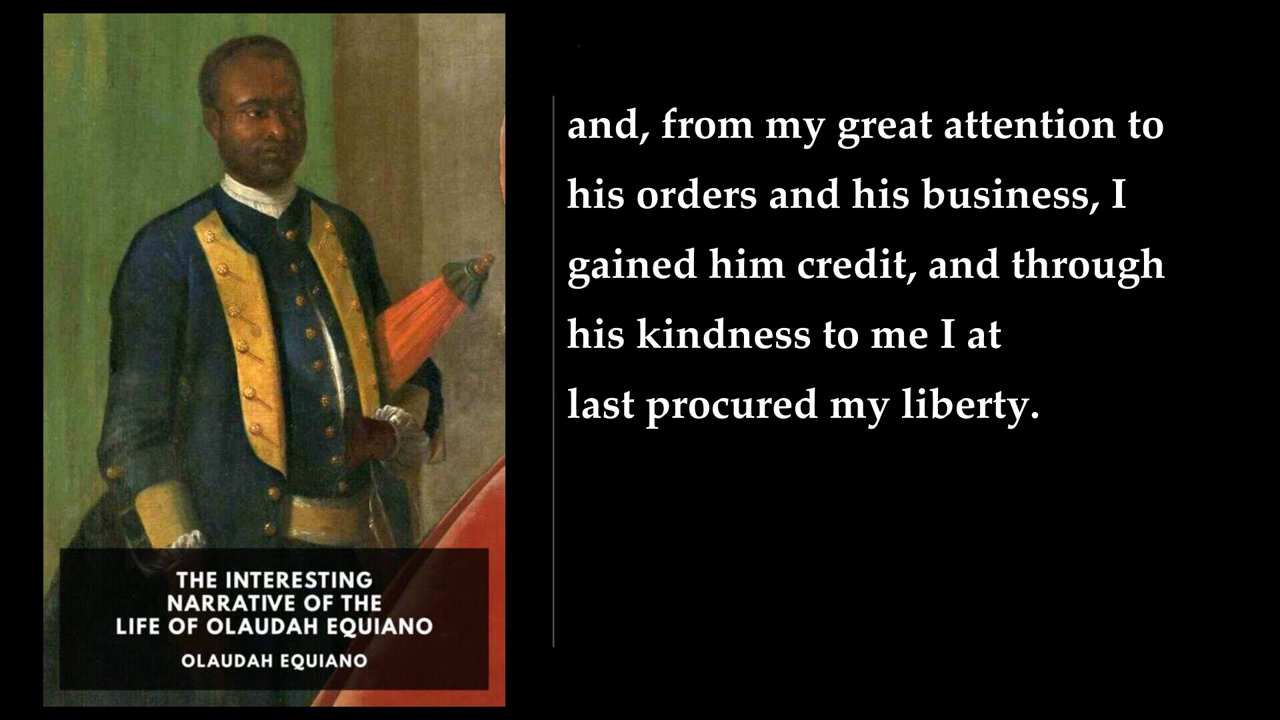 THE INTERESTING
NARRATIVE OF THE
LIFE OF OLAUDAH EQUIANO
OLAUDAH EQUIANO
and, from my great attention to
his orders and his business, I
gained him credit, and through
his kindness to me I at
last procured my liberty.